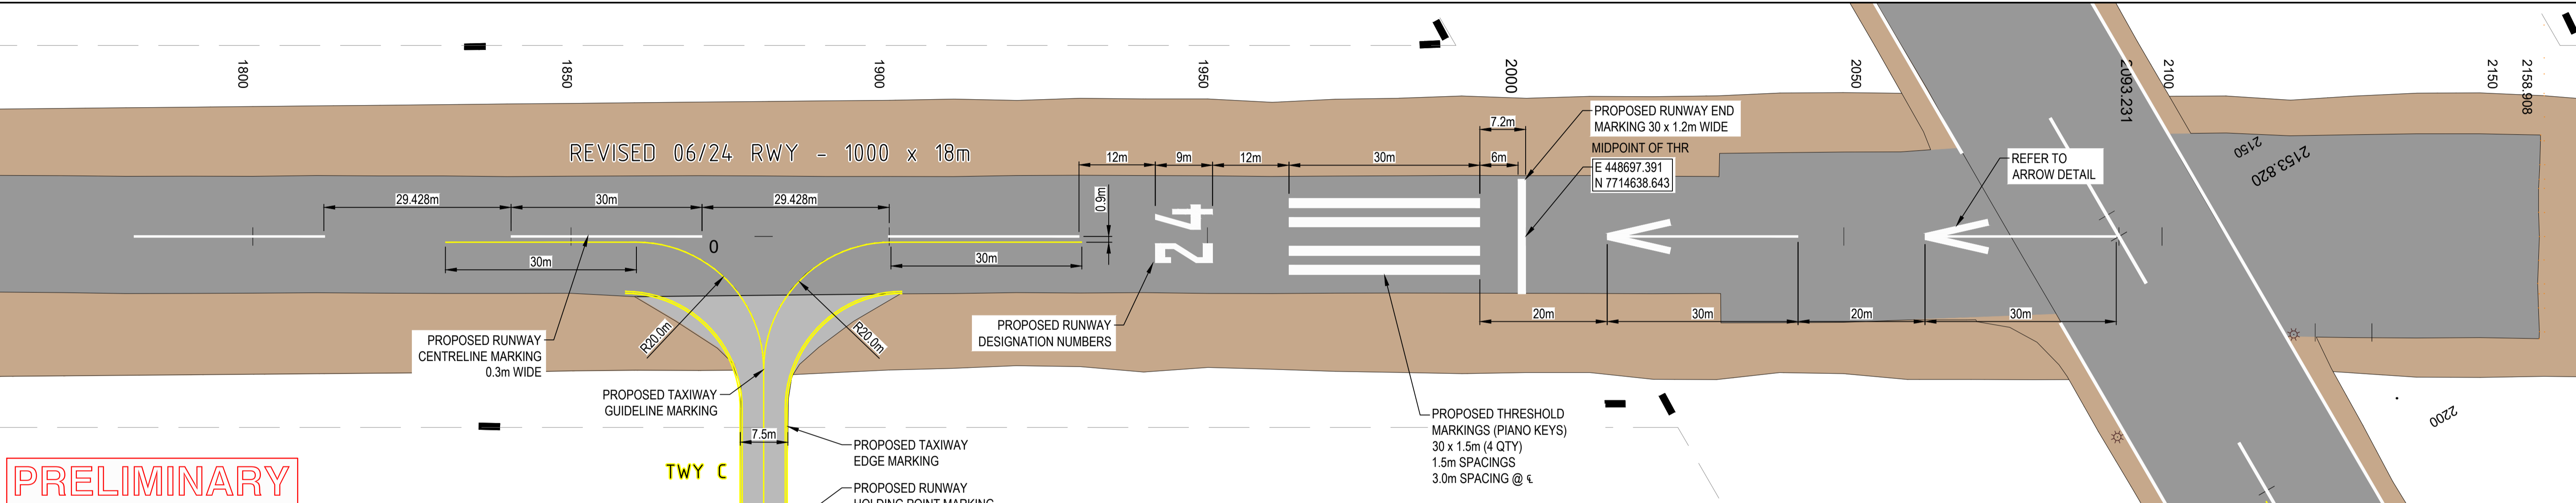 1800
1850
1900
1950
2000
2050
2093.231
2100
2150
2158.908
REVISED 06/24 RWY - 1000 x 18m
12m
9m
12m
30m
7.2m
6m
PROPOSED RUNWAY END
MARKING 30 x 1.2m WIDE
MIDPOINT OF THR
E 448697.391
N 7714638.643
REFER TO
ARROW DETAIL
2150
2153.820
29.428m
30m
29.428m
0.9m
0
24
30m
30m
R20.0m
R20.0m
20m
30m
20m
30m
PROPOSED RUNWAY
CENTRELINE MARKING
0.3m WIDE
PROPOSED RUNWAY
DESIGNATION NUMBERS
PROPOSED TAXIWAY
GUIDELINE MARKING
7.5m
PROPOSED TAXIWAY
EDGE MARKING
TWY C
PROPOSED RUNWAY
HOLDING POINT MARKING
PROPOSED THRESHOLD
MARKINGS (PIANO KEYS)
30 x 1.5m (4 QTY)
1.5m SPACINGS
3.0m SPACING @ ℄
2200
PRELIMINARY